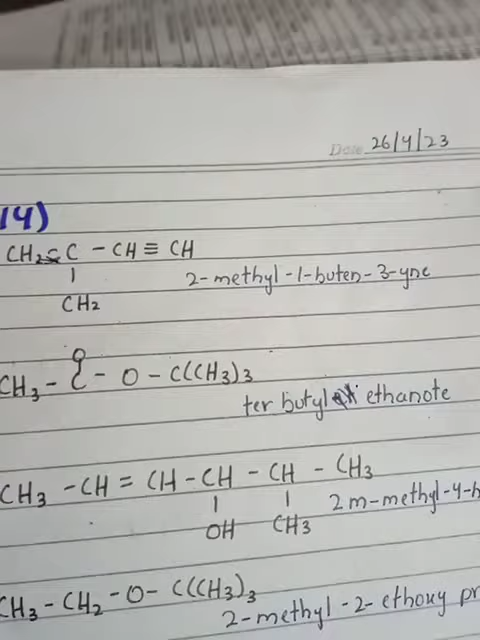 Date 26/4/23
14)
CH2=C - CH ≡ CH
|
CH2
2-methyl-1-buten-3-yne
O
CH3 - C - O - C(CH3)3
ter butyl ethanote
CH3 - CH = CH - CH - CH - CH3
| |
OH CH3
2 m-methyl-4-h
CH3 - CH2 - O - C(CH3)3
2-methyl-2-ethoxy pr